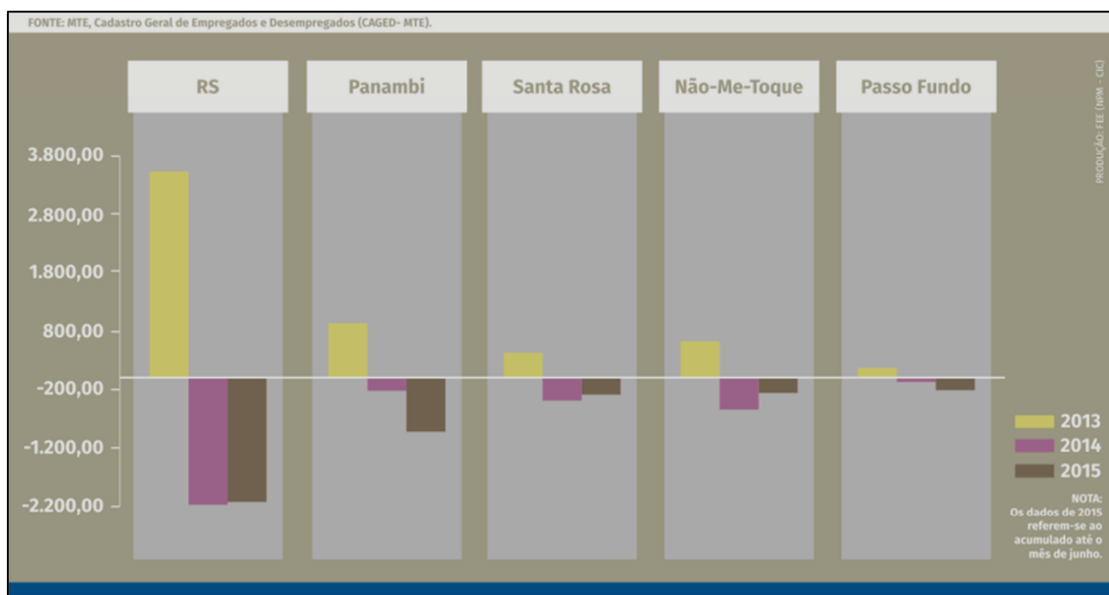 FONTE: MTE, Cadastro Geral de Empregados e Desempregados (CAGED- MTE).
RS
Panambi
Santa Rosa
Não-Me-Toque
Passo Fundo
PRODUÇÃO: FEE (NPM - CIC)
3.800,00
2.800,00
1.800,00
800,00
-200,00
-1.200,00
-2.200,00
2013
2014
2015
NOTA:
Os dados de 2015
referem-se ao
acumulado até o
mês de junho.